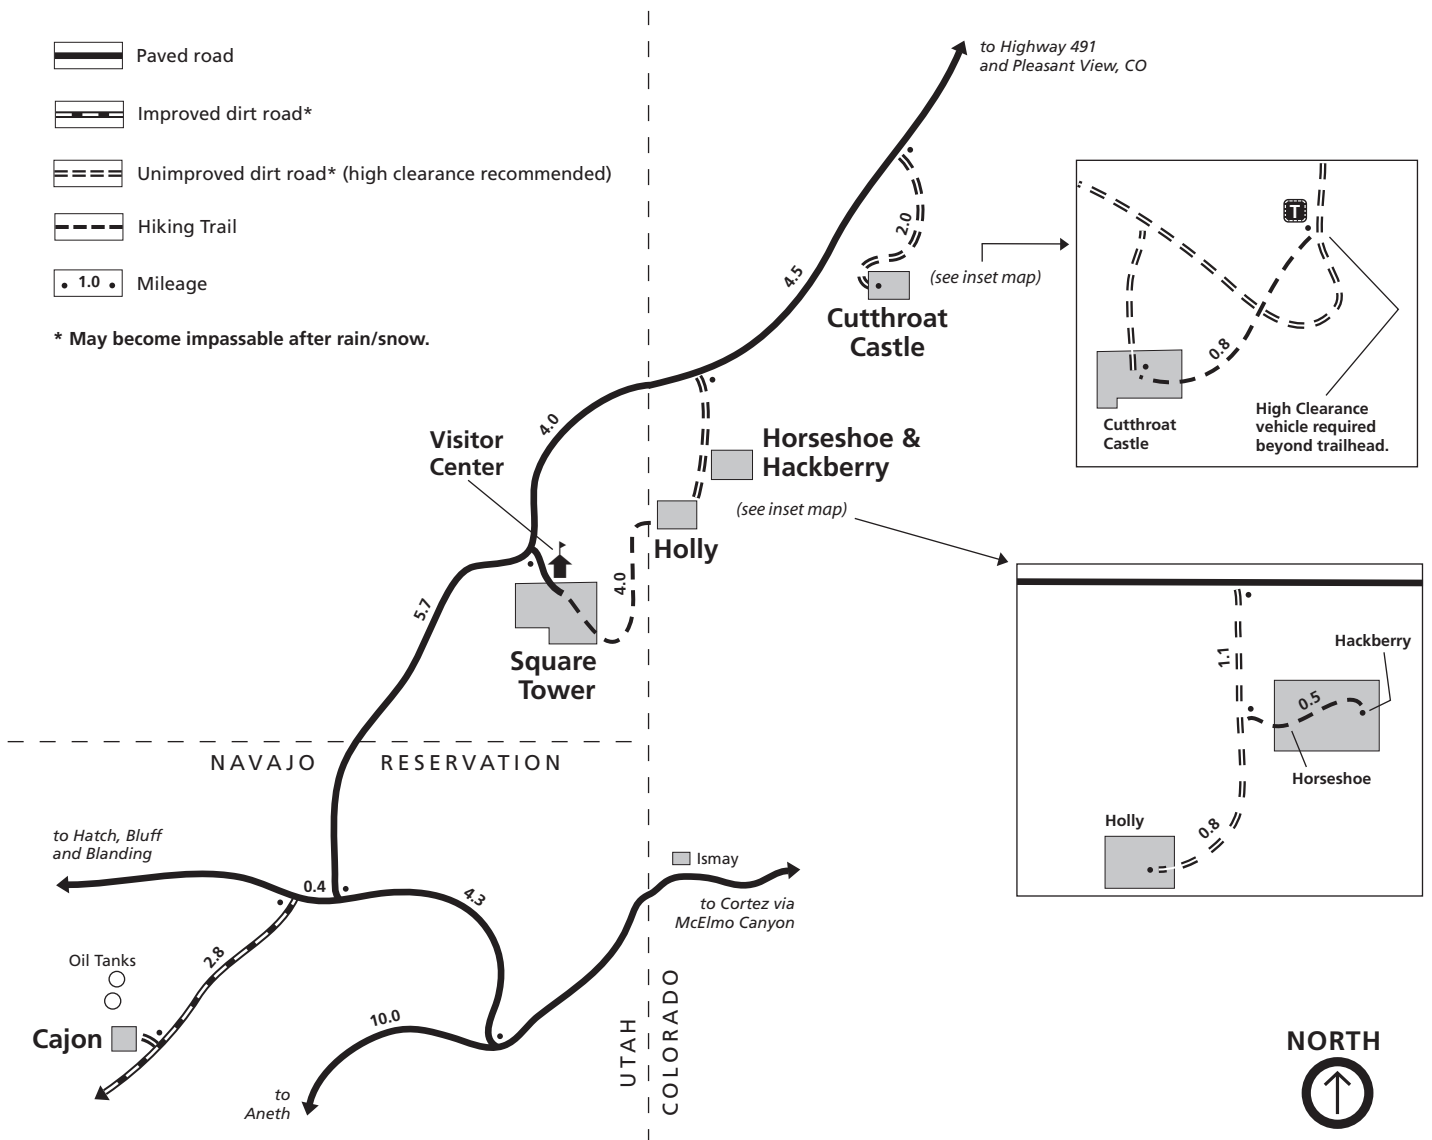 Paved road
Improved dirt road*
Unimproved dirt road* (high clearance recommended)
Hiking Trail
1.0
Mileage
* May become impassable after rain/snow.
to Highway 491
and Pleasant View, CO
2.0
4.5
(see inset map)
Cutthroat
Castle
T
0.8
Cutthroat
Castle
High Clearance
vehicle required
beyond trailhead.
4.0
Visitor
Center
Horseshoe &
Hackberry
(see inset map)
Holly
4.0
5.7
Square
Tower
1.1
Hackberry
0.5
Horseshoe
Holly
0.8
NAVAJO RESERVATION
to Hatch, Bluff
and Blanding
0.4
4.3
Ismay
to Cortez via
McElmo Canyon
2.8
Oil Tanks
Cajon
10.0
to
Aneth
UTAH
COLORADO
NORTH